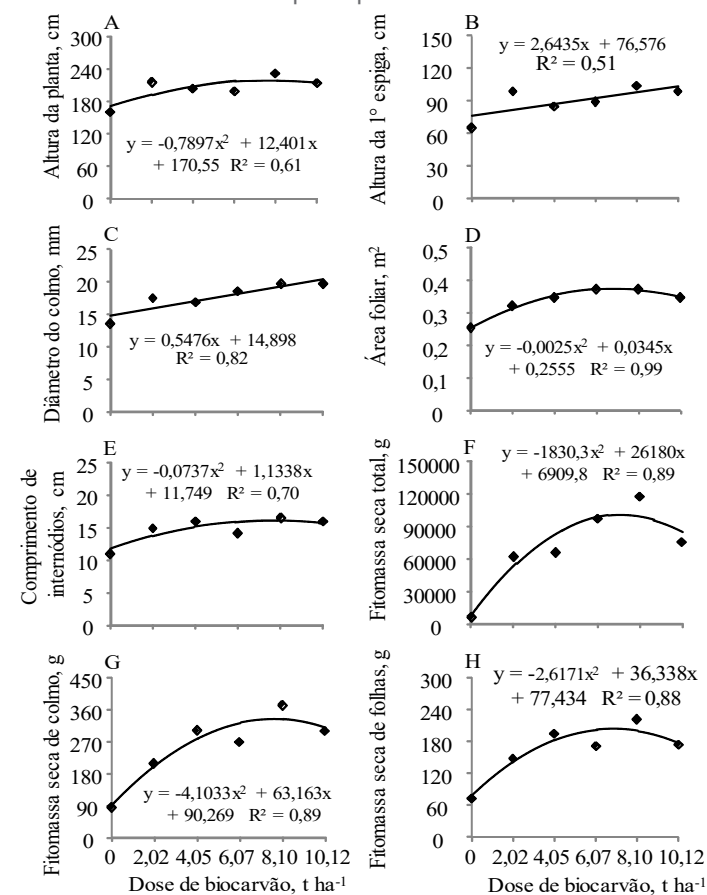 A
Altura da planta, cm
300
240
180
120
60
0
y = -0,7897x² + 12,401x
+ 170,55 R² = 0,61
B
Altura da 1° espiga, cm
150
120
90
60
30
0
y = 2,6435x + 76,576
R² = 0,51
C
Diâmetro do colmo, mm
25
20
15
10
5
0
y = 0,5476x + 14,898
R² = 0,82
D
Área foliar, m²
0,5
0,4
0,3
0,2
0,1
0
y = -0,0025x² + 0,0345x
+ 0,2555 R² = 0,99
E
Comprimento de
internódios, cm
25
20
15
10
5
0
y = -0,0737x² + 1,1338x
+ 11,749 R² = 0,70
F
Fitomassa seca total, g
150000
120000
90000
60000
30000
0
y = -1830,3x² + 26180x
+ 6909,8 R² = 0,89
G
Fitomassa seca de colmo, g
450
360
270
180
90
0
y = -4,1033x² + 63,163x
+ 90,269 R² = 0,89
0 2,02 4,05 6,07 8,10 10,12
Dose de biocarvão, t ha⁻¹
H
Fitomassa seca de folhas, g
300
240
180
120
60
0
y = -2,6171x² + 36,338x
+ 77,434 R² = 0,88
0 2,02 4,05 6,07 8,10 10,12
Dose de biocarvão, t ha⁻¹